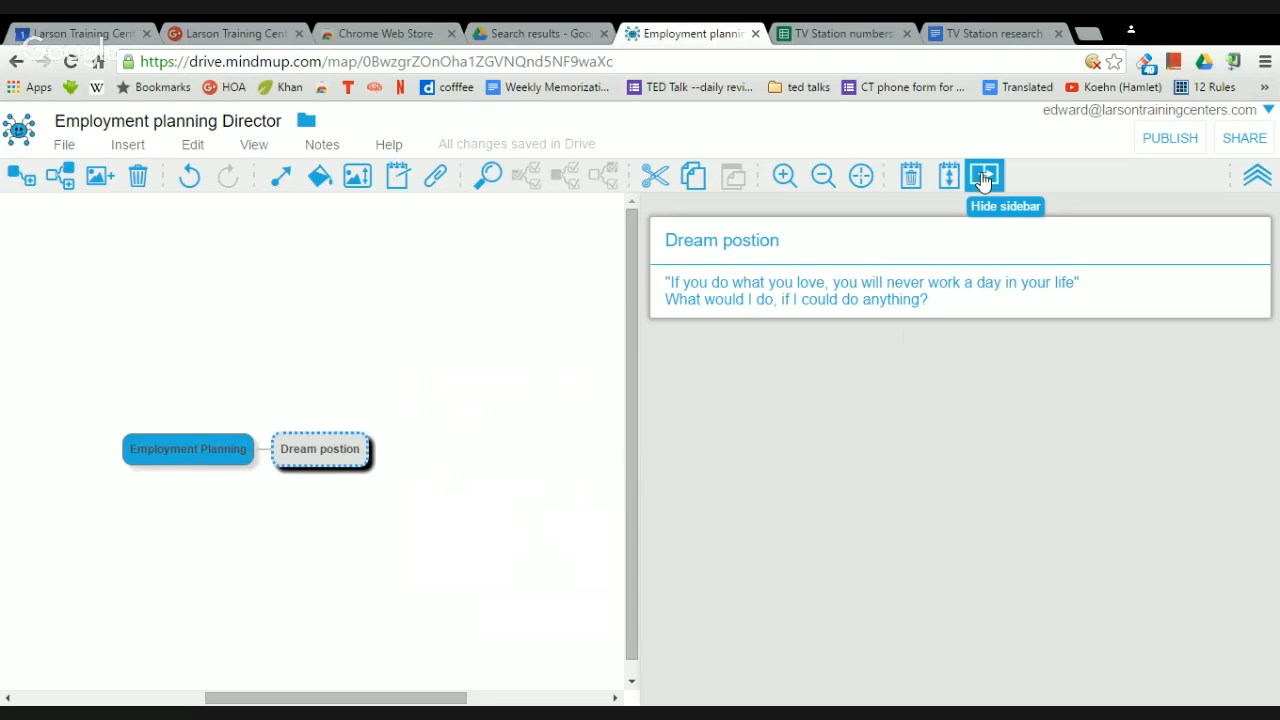 Larson Training Cent
Larson Training Cent
Chrome Web Store
Search results - Goo
Employment plannin
TV Station numbers
TV Station research
Google
https://drive.mindmup.com/map/0BwzgrZOnOha1ZGVNQnd5NF9waXc
Apps
W
Bookmarks
HOA
Khan
T
N
d
cofffee
Weekly Memorizati...
TED Talk --daily revi...
ted talks
CT phone form for ...
Translated
Koehn (Hamlet)
12 Rules
»
edward@larsontrainingcenters.com
Employment planning Director
File
Insert
Edit
View
Notes
Help
All changes saved in Drive
PUBLISH
SHARE
Hide sidebar
Dream postion
"If you do what you love, you will never work a day in your life"
What would I do, if I could do anything?
Employment Planning
Dream postion